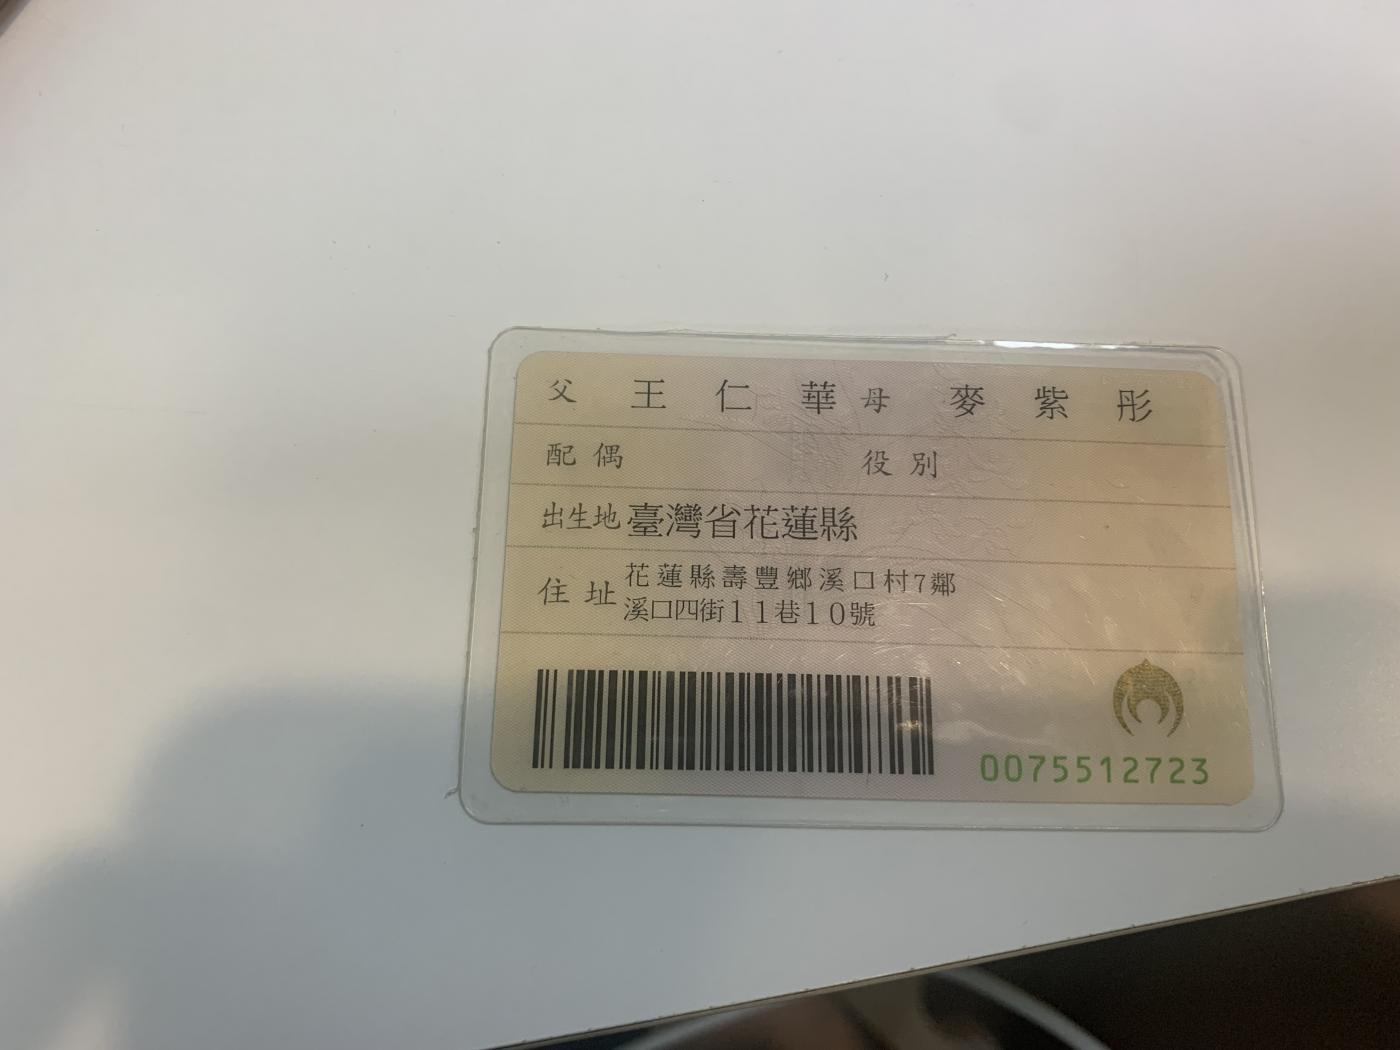 父 王仁華 母 麥紫彤
配偶 役別
出生地 臺灣省花蓮縣
住址 花蓮縣壽豐鄉溪口村7鄰
溪口四街11巷10號
0075512723